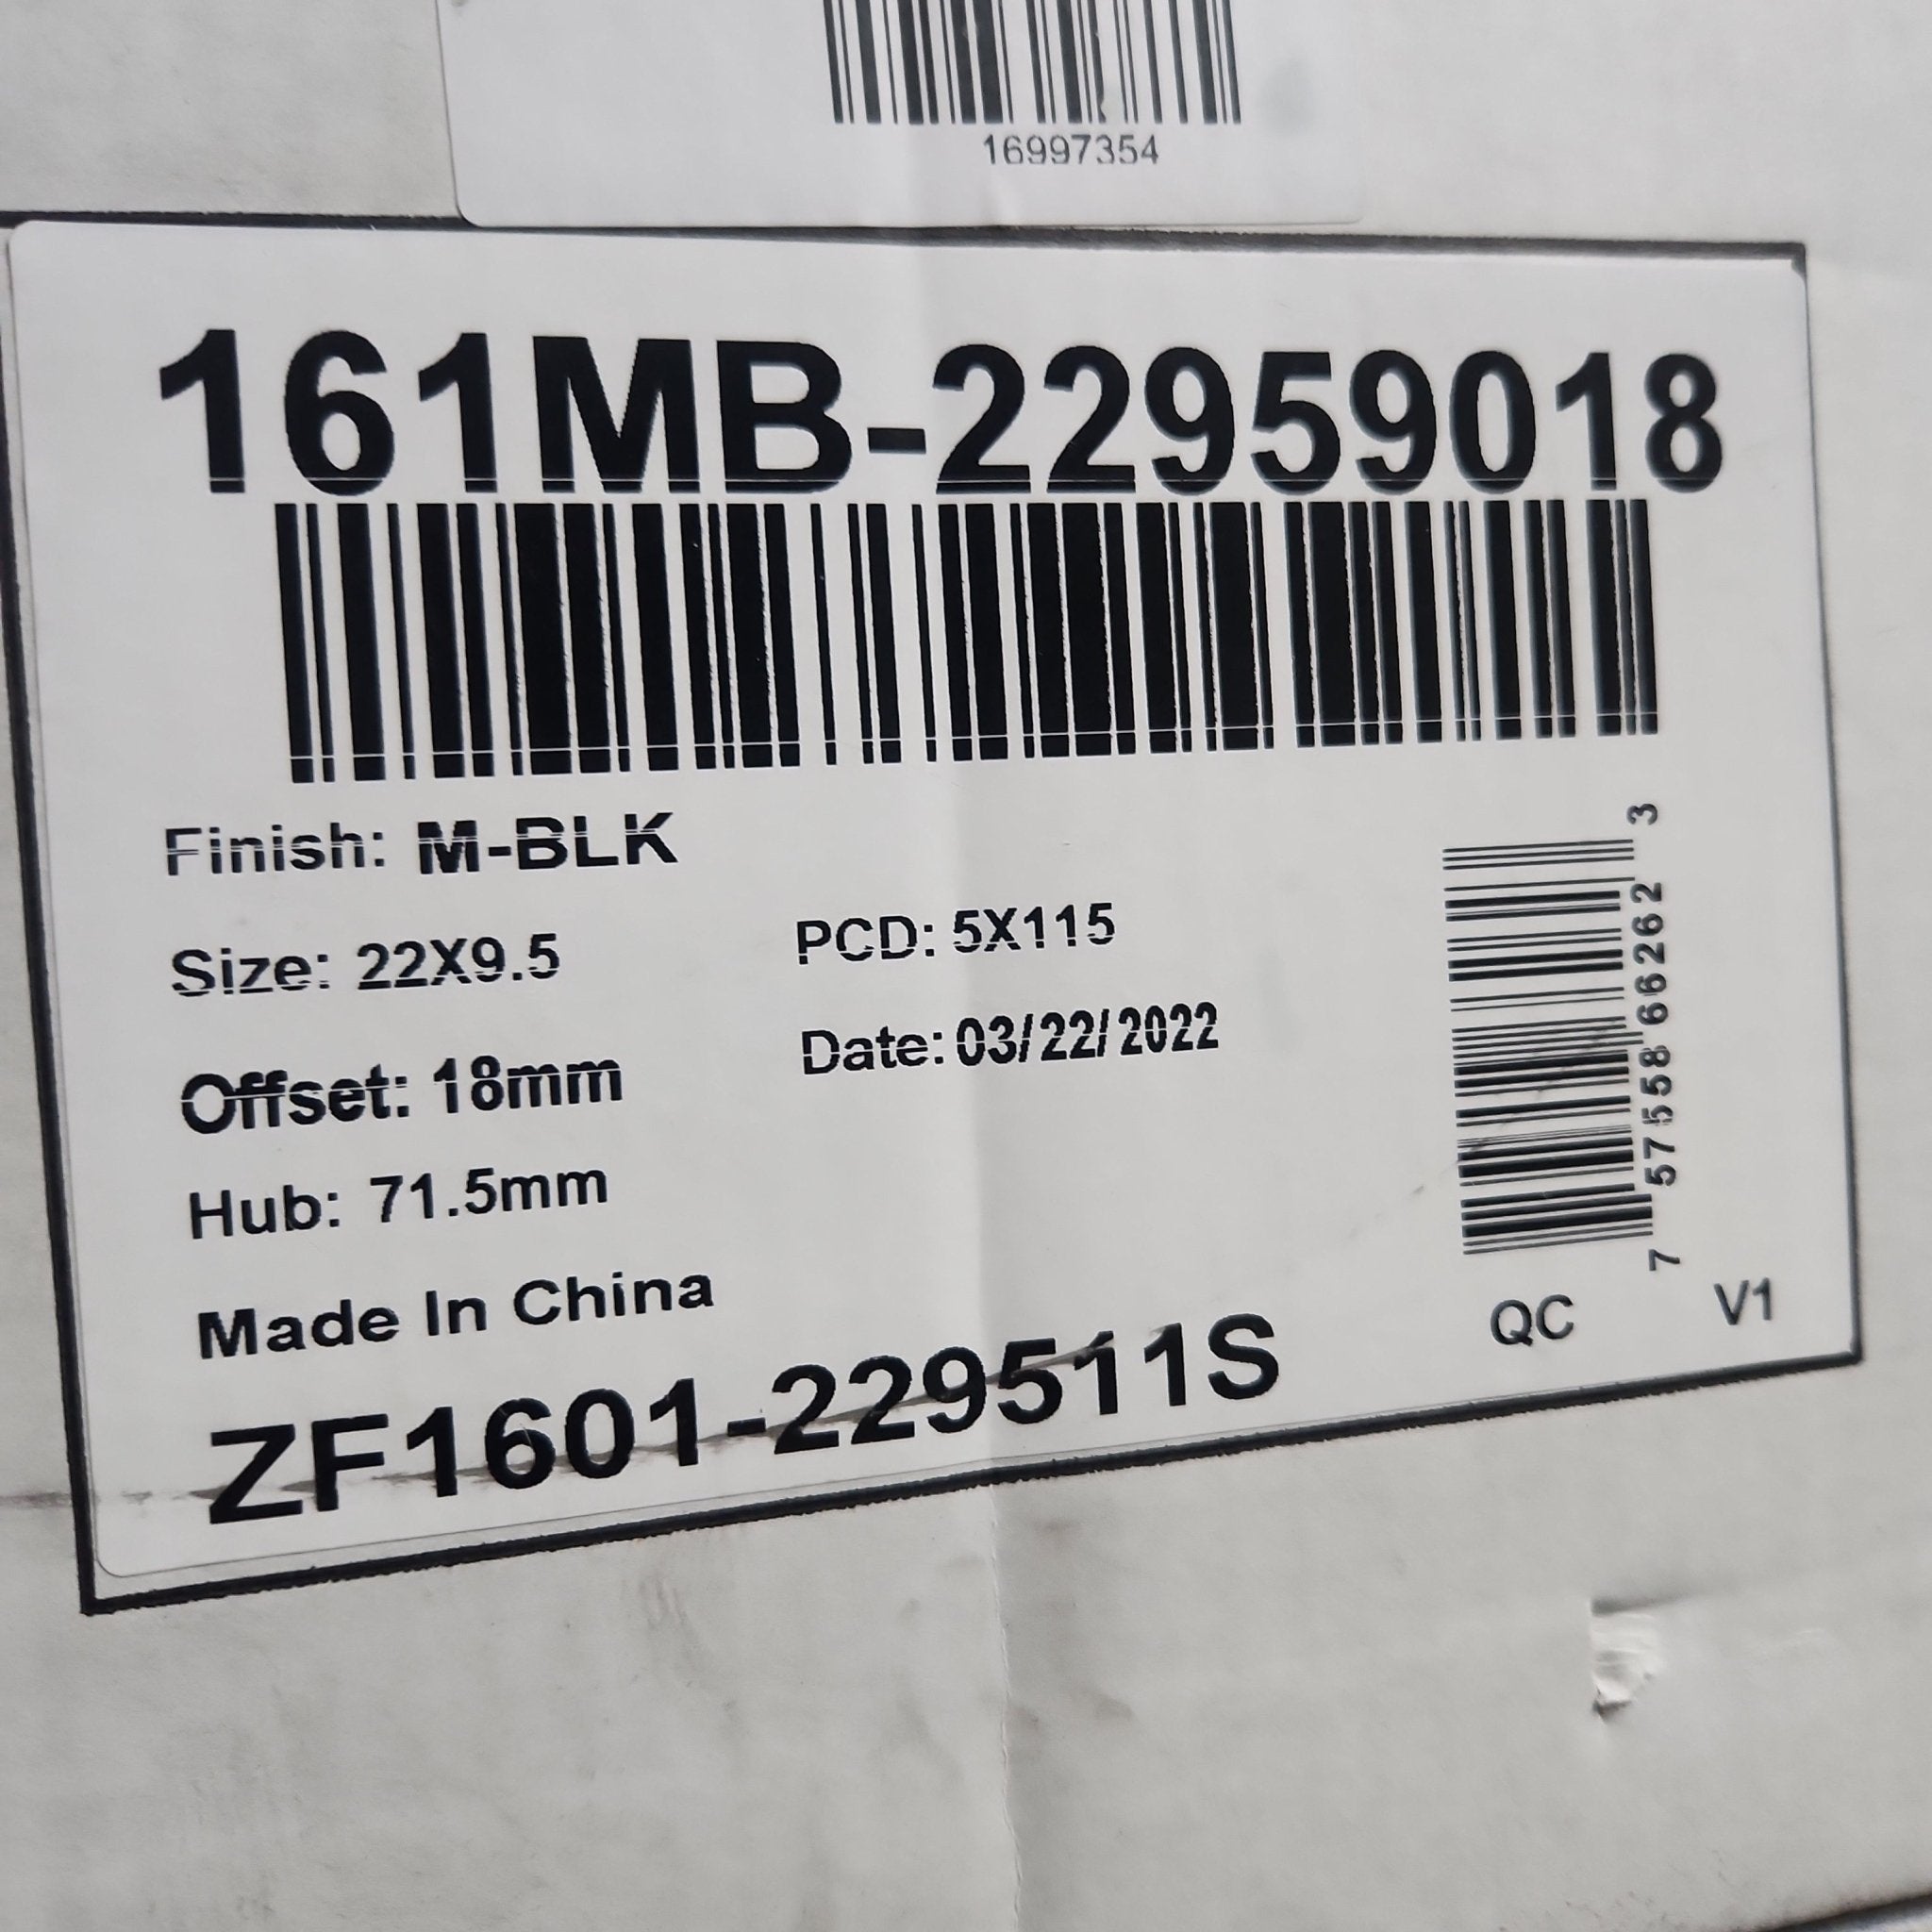 16997354
161MB-22959018
Finish: M-BLK
Size: 22X9.5
PCD: 5X115
Offset: 18mm
Date: 03/22/2022
Hub: 71.5mm
Made In China
ZF1601-229511S
7 57558 66262 3
QC
V1